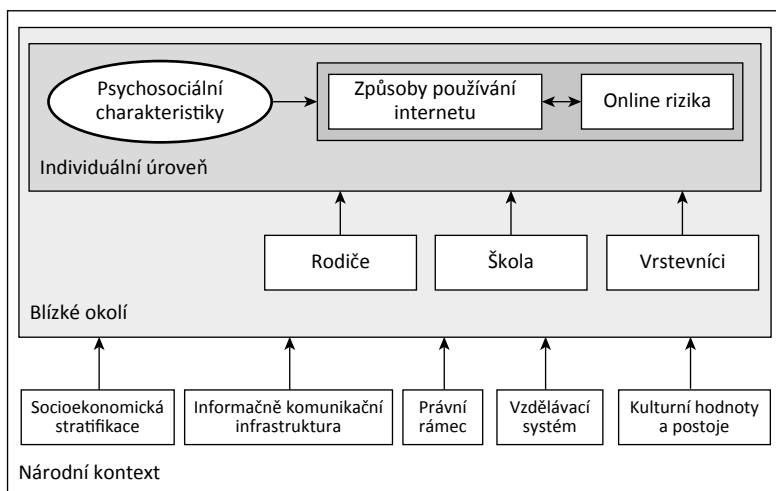 Psychosociální
charakteristiky
Způsoby používání
internetu
Online rizika
Individuální úroveň
Rodiče
Škola
Vrstevníci
Blízké okolí
Socioekonomická
stratifikace
Informačně komunikační
infrastruktura
Právní
rámec
Vzdělávací
systém
Kulturní hodnoty
a postoje
Národní kontext